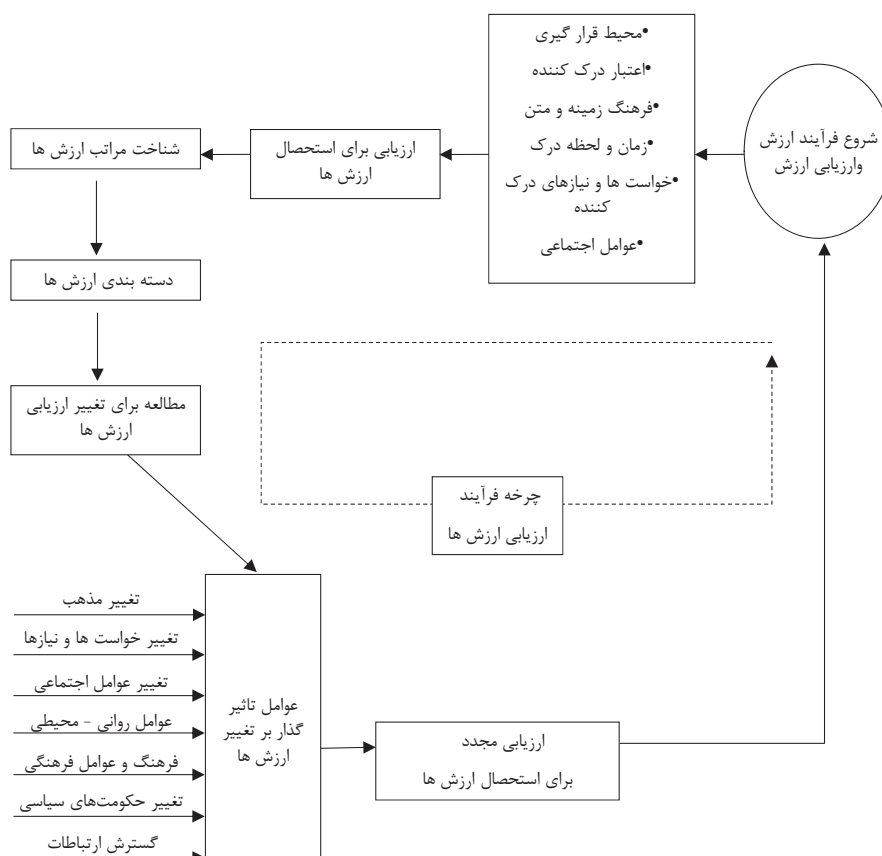 شروع فرآیند ارزش
وارزیابی ارزش
•محیط قرار گیری
•اعتبار درک کننده
•فرهنگ زمینه و متن
•زمان و لحظه درک
•خواست ها و نیازهای درک
کننده
•عوامل اجتماعی
ارزیابی برای استحصال
ارزش ها
شناخت مراتب ارزش ها
دسته بندی ارزش ها
مطالعه برای تغییر ارزیابی
ارزش ها
چرخه فرآیند
ارزیابی ارزش ها
تغییر مذهب
تغییر خواست ها و نیازها
تغییر عوامل اجتماعی
عوامل روانی - محیطی
فرهنگ و عوامل فرهنگی
تغییر حکومت‌های سیاسی
گسترش ارتباطات
عوامل تاثیر
گذار بر تغییر
ارزش ها
ارزیابی مجدد
برای استحصال ارزش ها